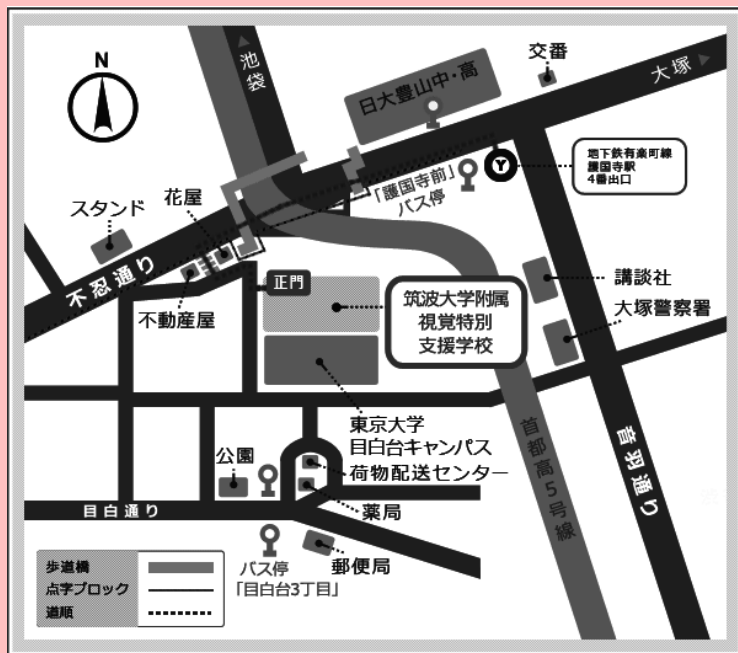 N
池袋
日大豊山中・高
交番
大塚
地下鉄有楽町線
護国寺駅
4番出口
Y
「護国寺前」
バス停
花屋
スタンド
不忍通り
不動産屋
正門
筑波大学附属
視覚特別
支援学校
講談社
大塚警察署
東京大学
目白台キャンパス
荷物配送センター
公園
薬局
首都高5号線
音羽通り
目白通り
バス停
「目白台3丁目」
郵便局
歩道橋
点字ブロック
道順